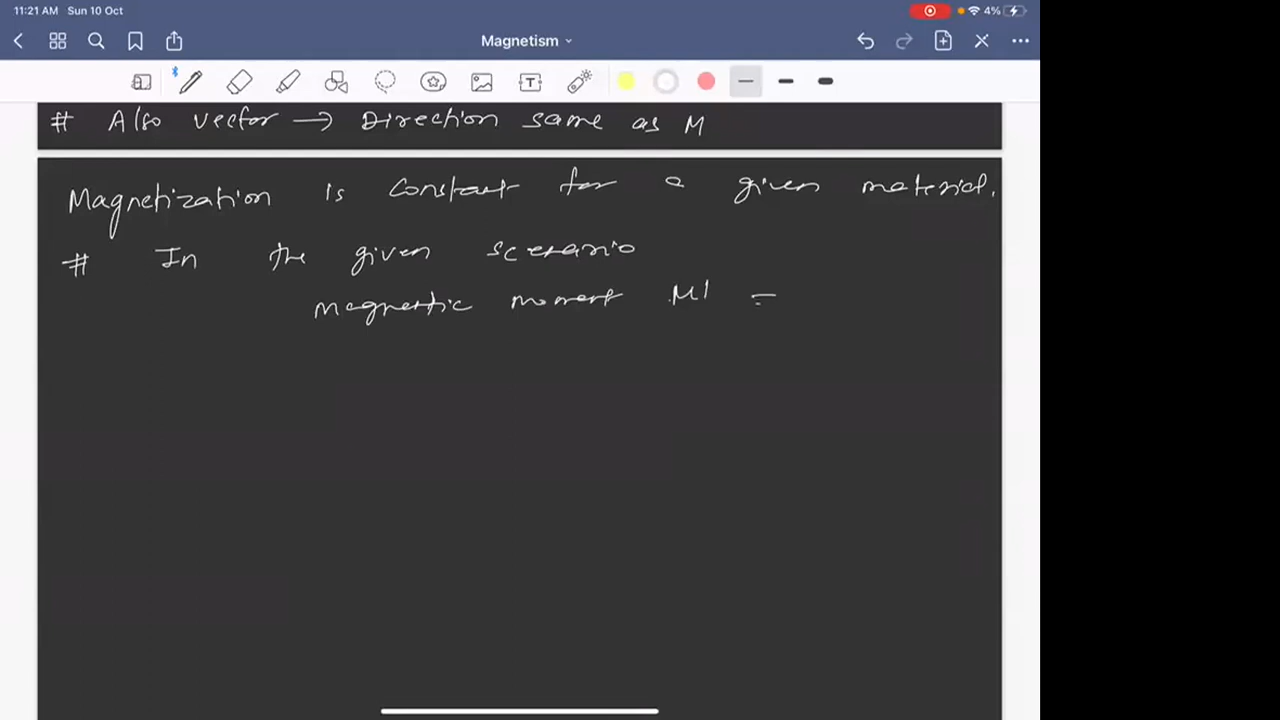 11:21 AM Sun 10 Oct 4%
Magnetism
T
# Also vector → Direction same as M
Magnetization is constant for a given material.
# In the given scenario
magnetic moment M1 =